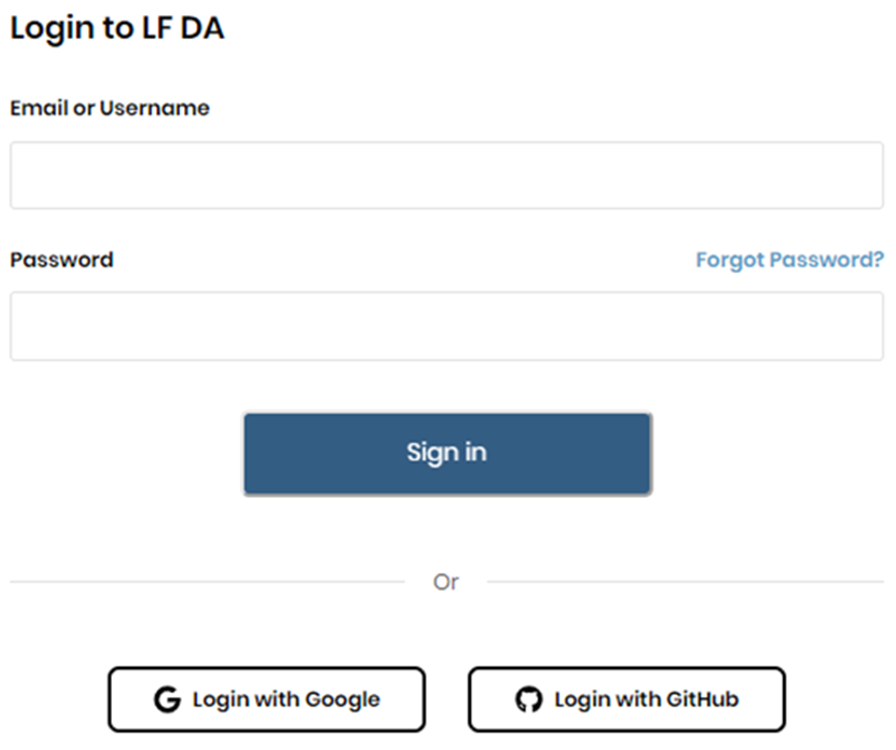 Login to LF DA
Email or Username
Password Forgot Password?
Sign in
Or
Login with Google Login with GitHub